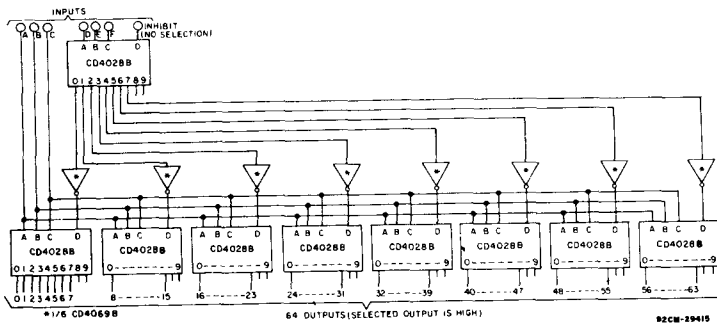 INPUTS
A B C D E F INHIBIT
(NO SELECTION)
A B C D
CD4028B
0 1 2 3 4 5 6 7 8 9
* * * * * * * *
A B C D A B C D A B C D A B C D A B C D A B C D A B C D A B C D
CD4028B CD4028B CD4028B CD4028B CD4028B CD4028B CD4028B CD4028B
0 1 2 3 4 5 6 7 8 9 0-------9 0-------9 0-------9 0-------9 0-------9 0-------9 0-------9
0 1 2 3 4 5 6 7 8-----15 16-----23 24-----31 32-----39 40-----47 48-----55 56-----63
*1/6 CD4069B 64 OUTPUTS (SELECTED OUTPUT IS HIGH) 92CM-29415